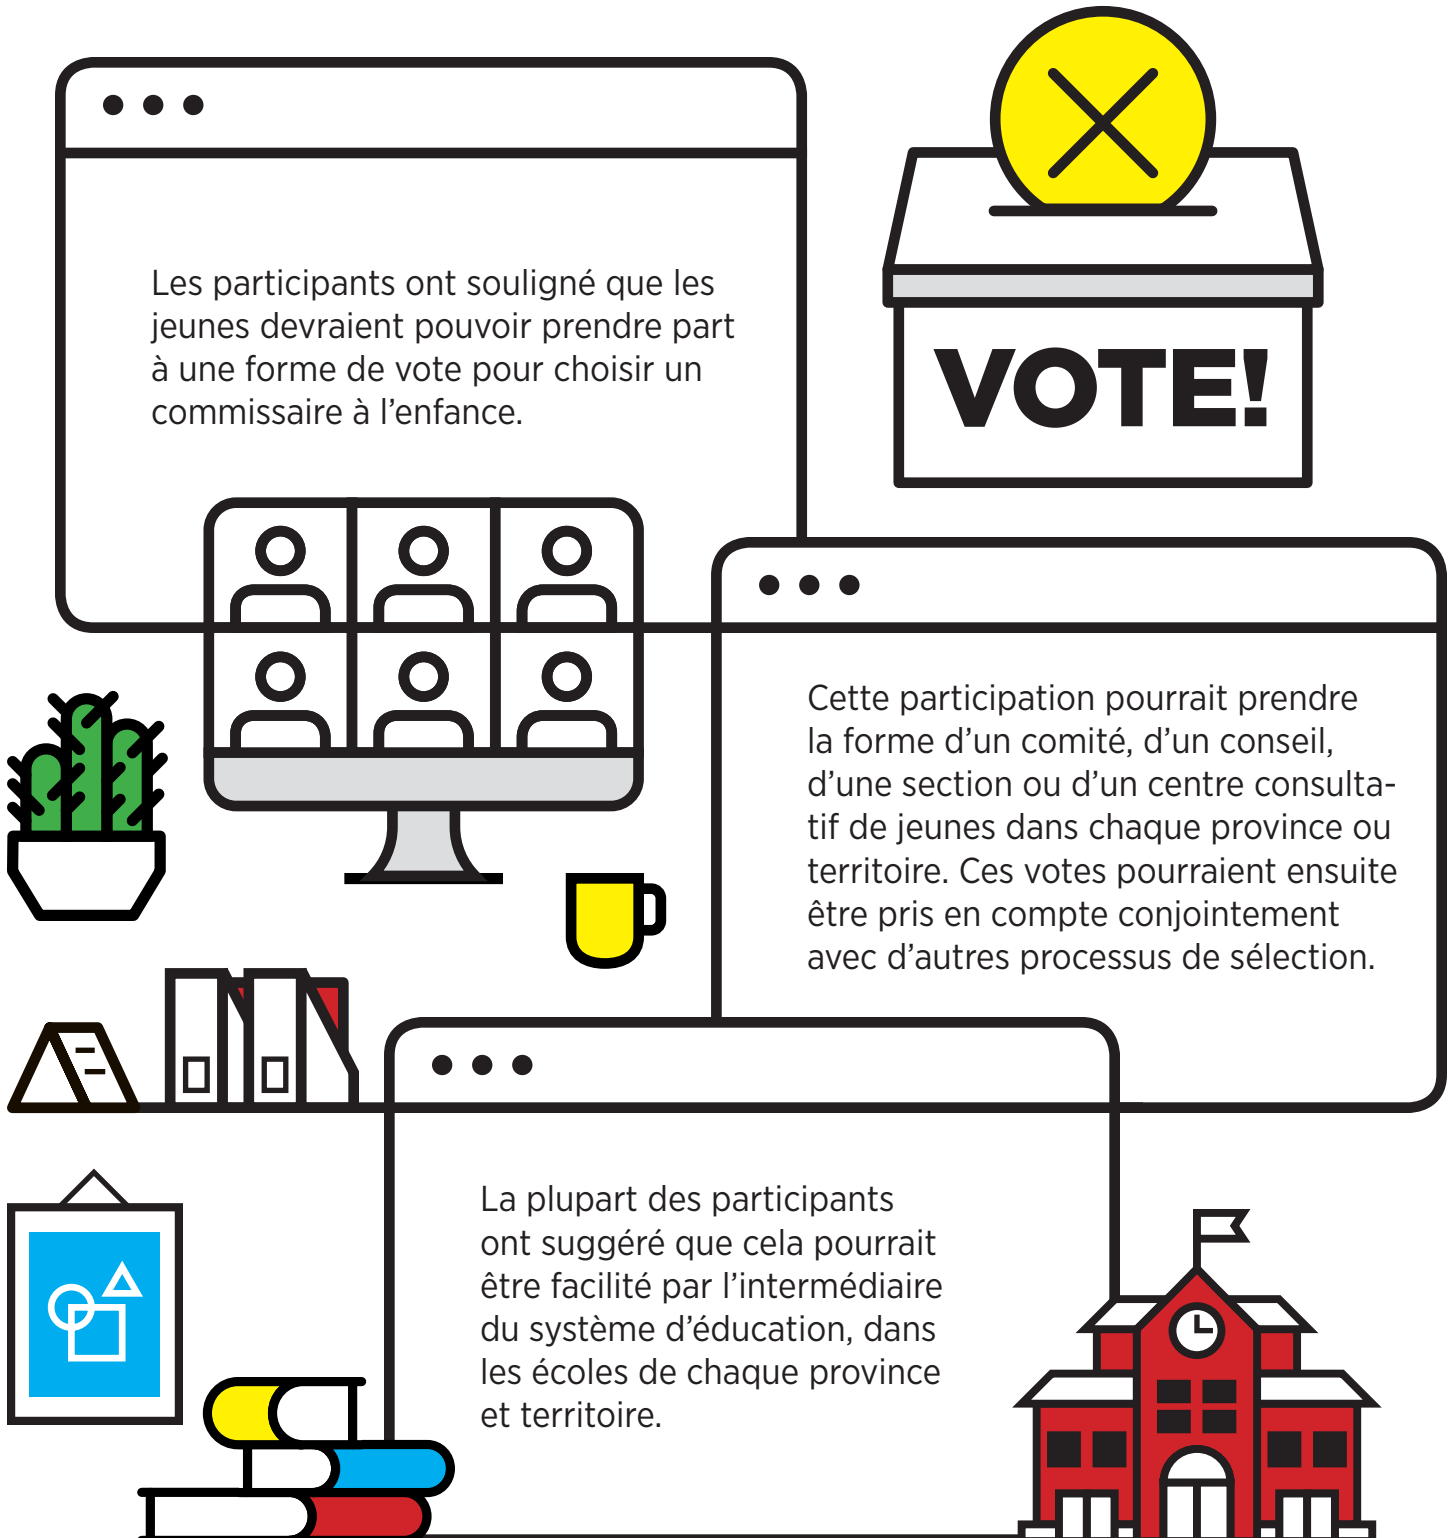 Les participants ont souligné que les
jeunes devraient pouvoir prendre part
à une forme de vote pour choisir un
commissaire à l’enfance.
VOTE!
Cette participation pourrait prendre
la forme d’un comité, d’un conseil,
d’une section ou d’un centre consulta-
tif de jeunes dans chaque province ou
territoire. Ces votes pourraient ensuite
être pris en compte conjointement
avec d’autres processus de sélection.
La plupart des participants
ont suggéré que cela pourrait
être facilité par l’intermédiaire
du système d’éducation, dans
les écoles de chaque province
et territoire.